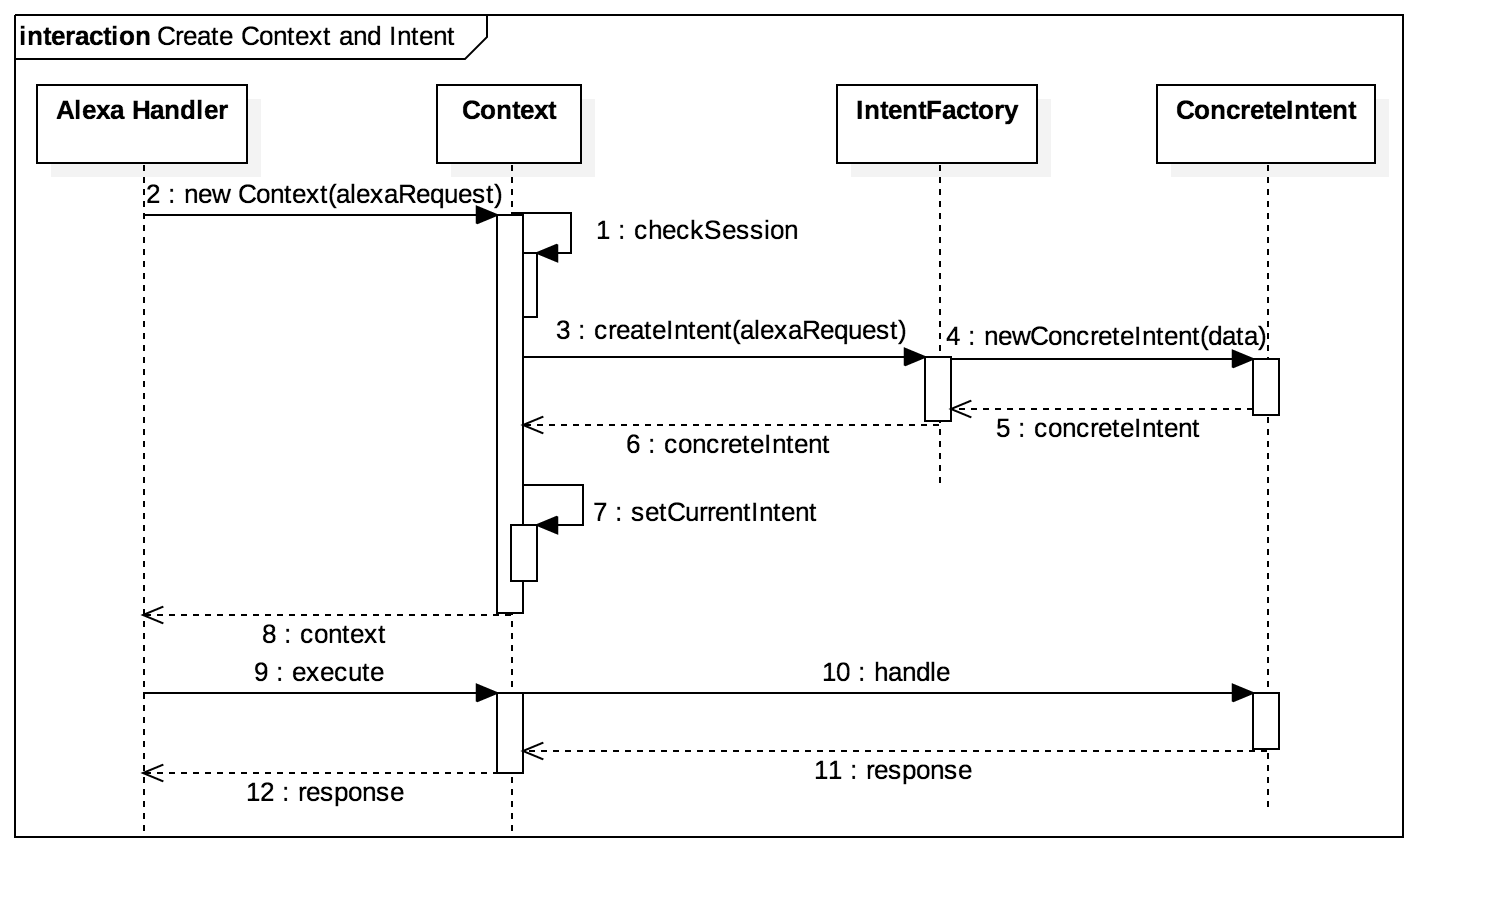 interaction Create Context and Intent
Alexa Handler
Context
IntentFactory
ConcreteIntent
2 : new Context(alexaRequest)
1 : checkSession
3 : createIntent(alexaRequest)
4 : newConcreteIntent(data)
5 : concreteIntent
6 : concreteIntent
7 : setCurrentIntent
8 : context
9 : execute
10 : handle
11 : response
12 : response